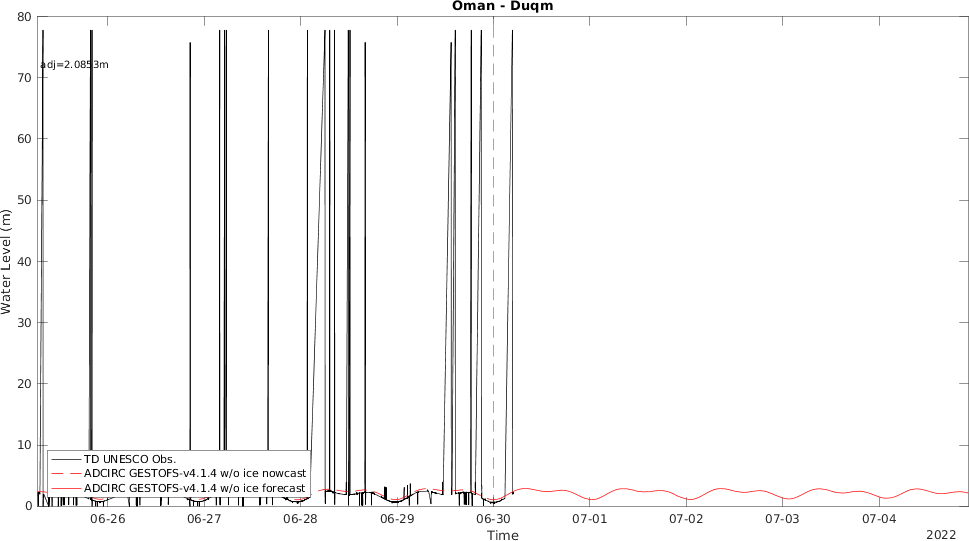 Oman - Duqm
80
adj=2.0853m
70
60
50
40
30
20
10
0
Water Level (m)
TD UNESCO Obs.
ADCIRC GESTOFS-v4.1.4 w/o ice nowcast
ADCIRC GESTOFS-v4.1.4 w/o ice forecast
06-26 06-27 06-28 06-29 06-30 07-01 07-02 07-03 07-04
Time
2022